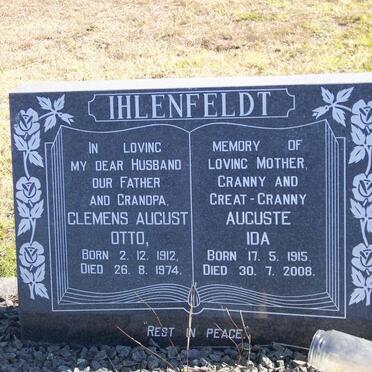 IHLENFELDT
IN LOVING
MY DEAR HUSBAND
OUR FATHER
AND GRANDPA,
CLEMENS AUGUST
OTTO,
BORN 2. 12. 1912,
DIED 26. 8. 1974.
MEMORY OF
LOVING MOTHER,
GRANNY AND
GREAT-GRANNY
AUGUSTE
IDA
BORN 17. 5. 1915.
DIED 30. 7. 2008.
REST IN PEACE